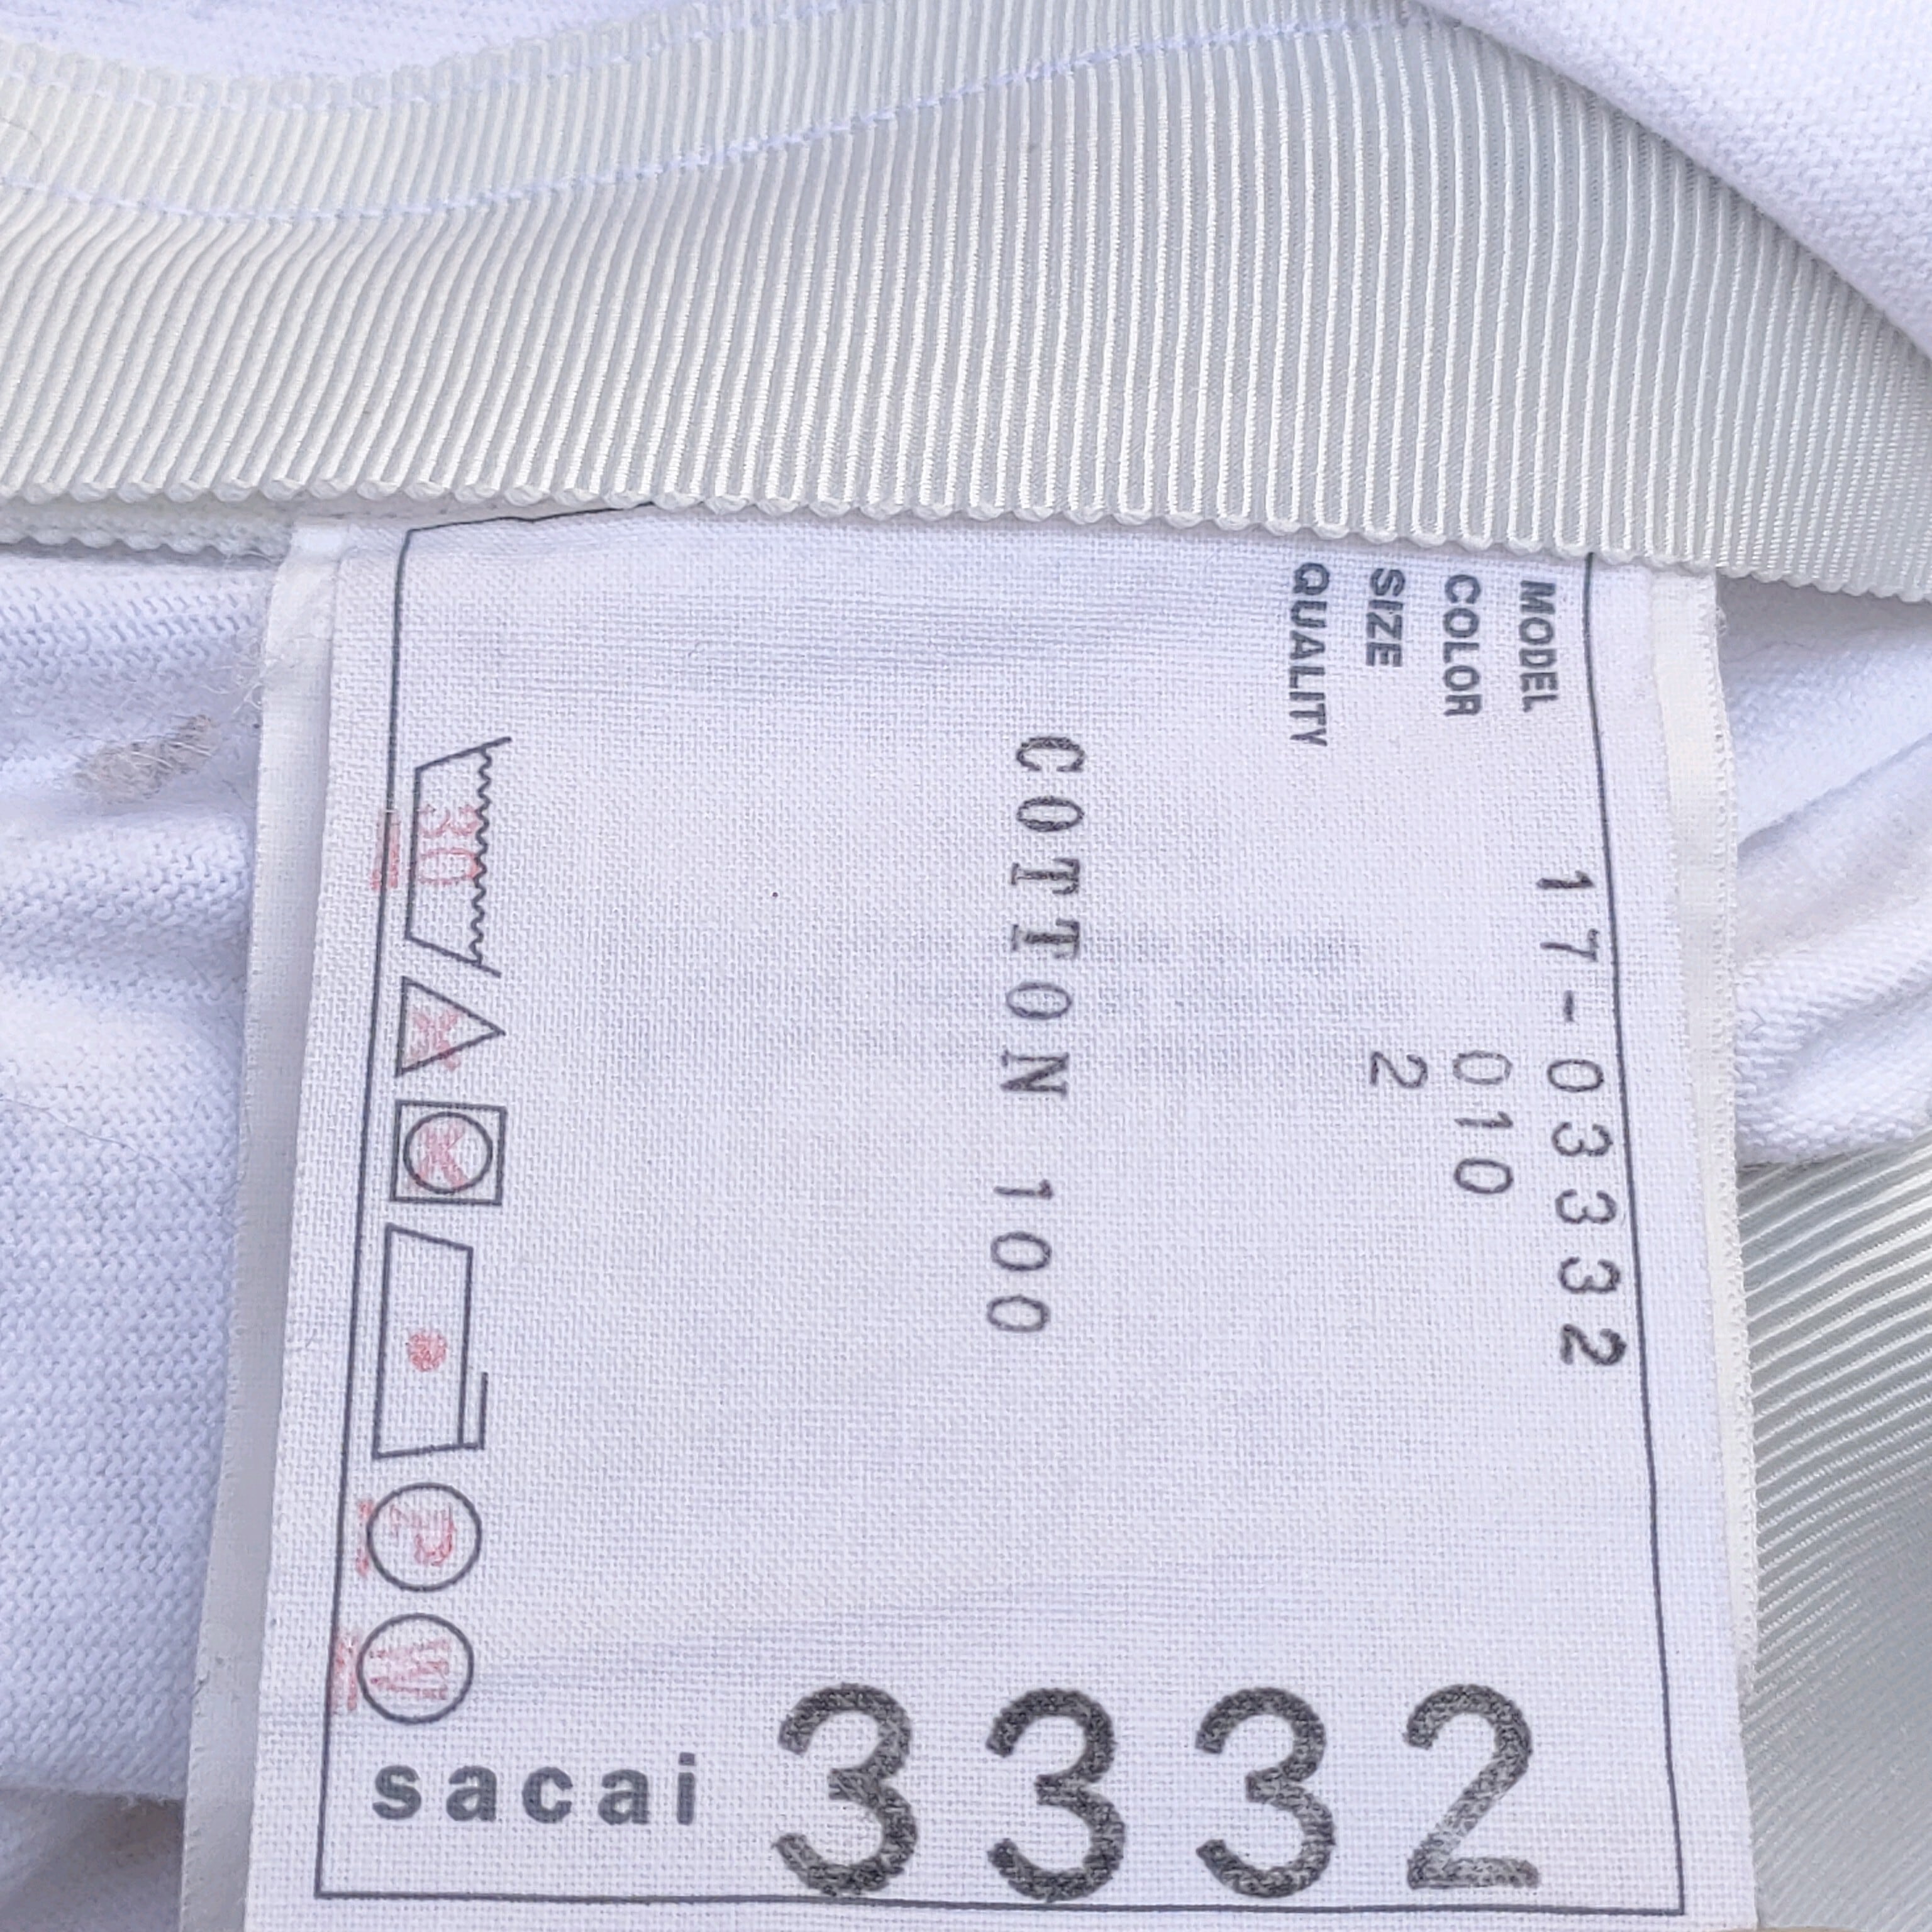 MODEL 17-03332
COLOR 010
SIZE 2
QUALITY
COTTON 100
30
P
W
sacai 3332